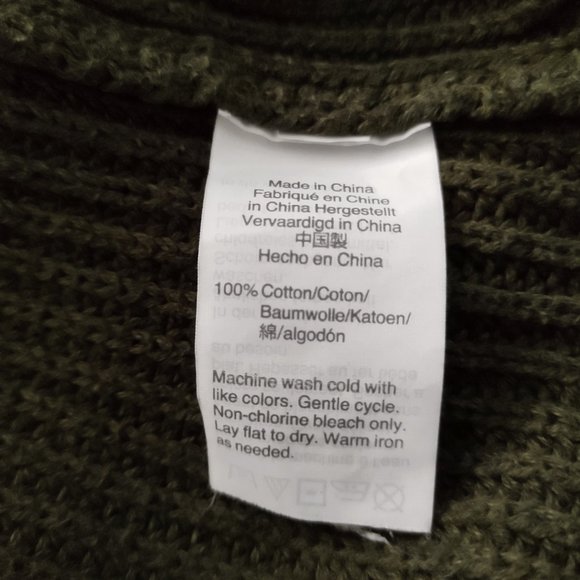 Made in China
Fabriqué en Chine
in China Hergestellt
Vervaardigd in China
中国製
Hecho en China
100% Cotton/Coton/
Baumwolle/Katoen/
綿/algodón
Machine wash cold with
like colors. Gentle cycle.
Non-chlorine bleach only.
Lay flat to dry. Warm iron
as needed.